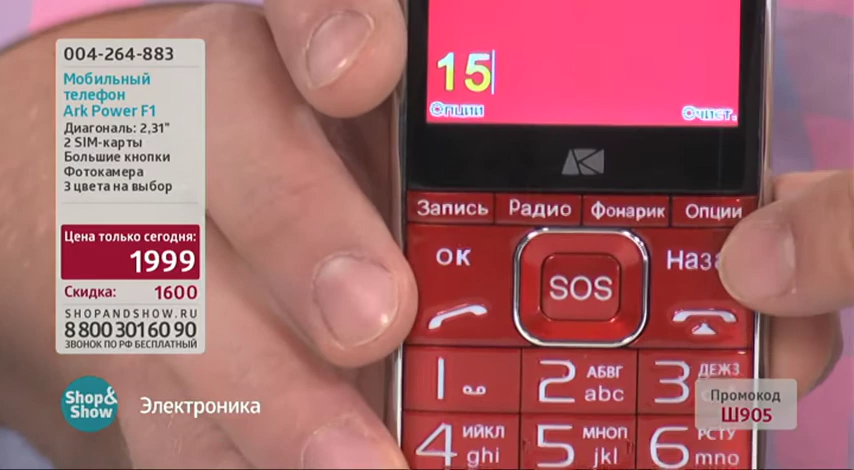 004-264-883
Мобильный
телефон
Ark Power F1
Диагональ: 2,31"
2 SIM-карты
Большие кнопки
Фотокамера
3 цвета на выбор
Цена только сегодня:
1999
Скидка: 1600
SHOPANDSHOW.RU
8 800 301 60 90
ЗВОНОК ПО РФ БЕСПЛАТНЫЙ
Shop&
Show
Электроника
15
Опции Очист.
Запись Радио Фонарик Опции
OK SOS
1 2 АБВГ abc 3 ДЕЖЗ
4 ИЙКЛ ghi 5 МНОП jkl 6 РСТУ mno
Промокод
Ш905